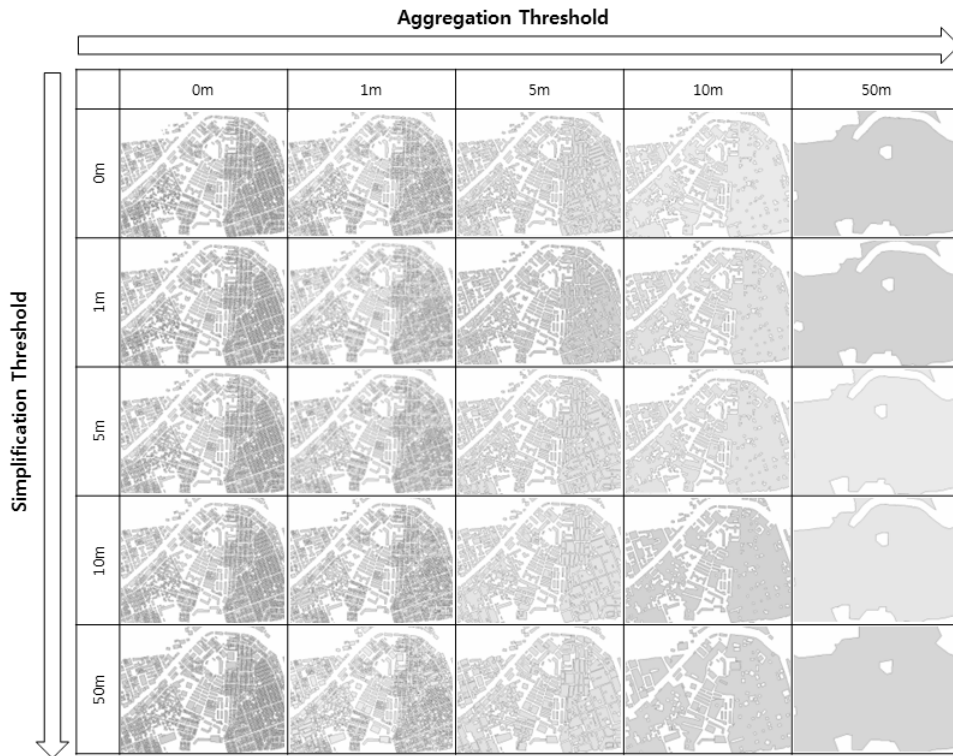 Aggregation Threshold
0m 1m 5m 10m 50m
Simplification Threshold
0m
1m
5m
10m
50m